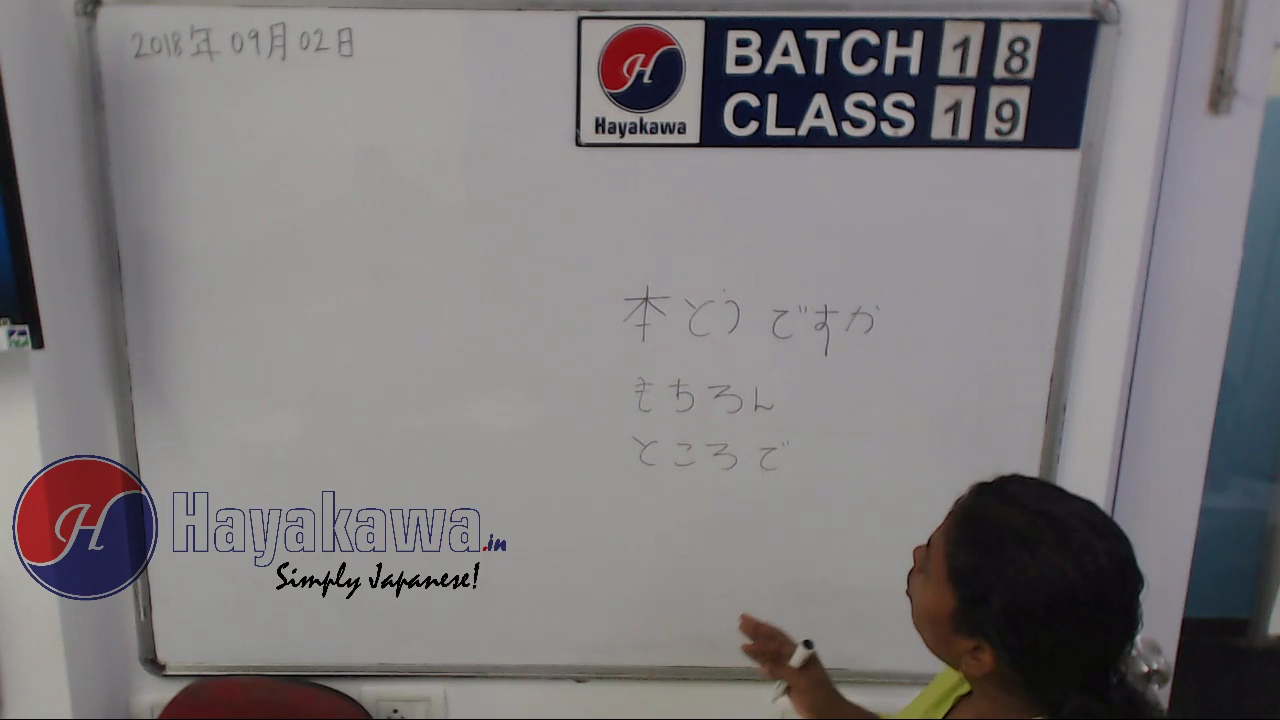 2018年 09月 02日
BATCH 18
CLASS 19
Hayakawa
本どうですか
もちろん
ところで
Hayakawa.in
Simply Japanese!